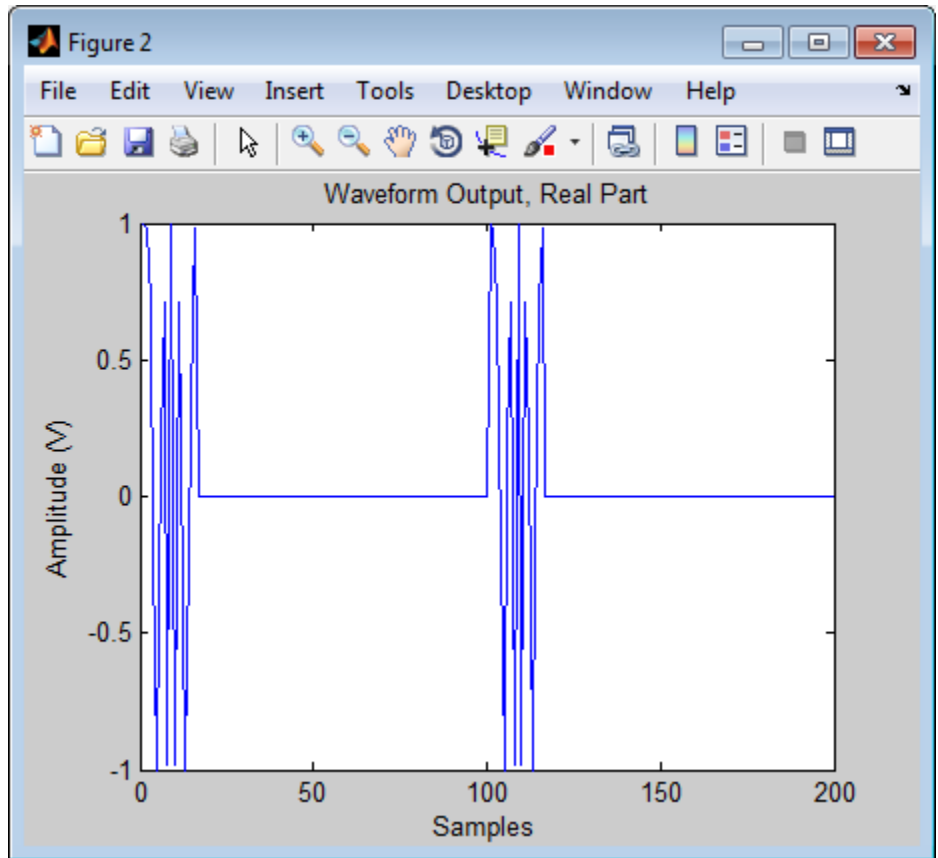 Figure 2
File Edit View Insert Tools Desktop Window Help
Waveform Output, Real Part
1
0.5
0
-0.5
-1
Amplitude (V)
0 50 100 150 200
Samples